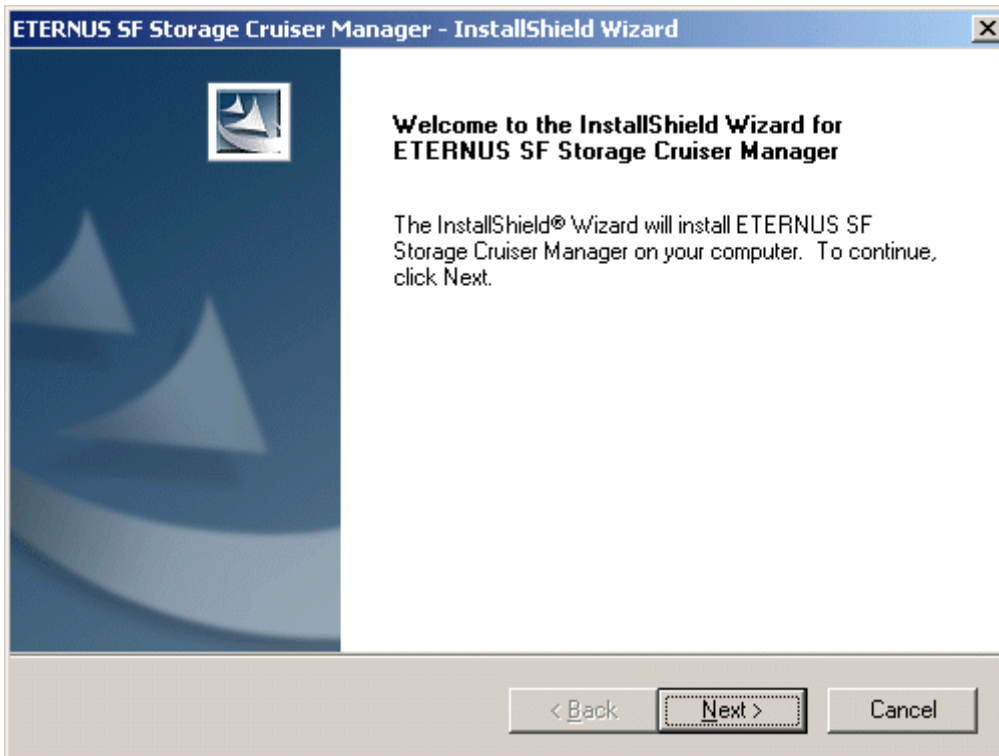 ETERNUS SF Storage Cruiser Manager - InstallShield Wizard
Welcome to the InstallShield Wizard for
ETERNUS SF Storage Cruiser Manager
The InstallShield® Wizard will install ETERNUS SF
Storage Cruiser Manager on your computer.  To continue,
click Next.
< Back
Next >
Cancel